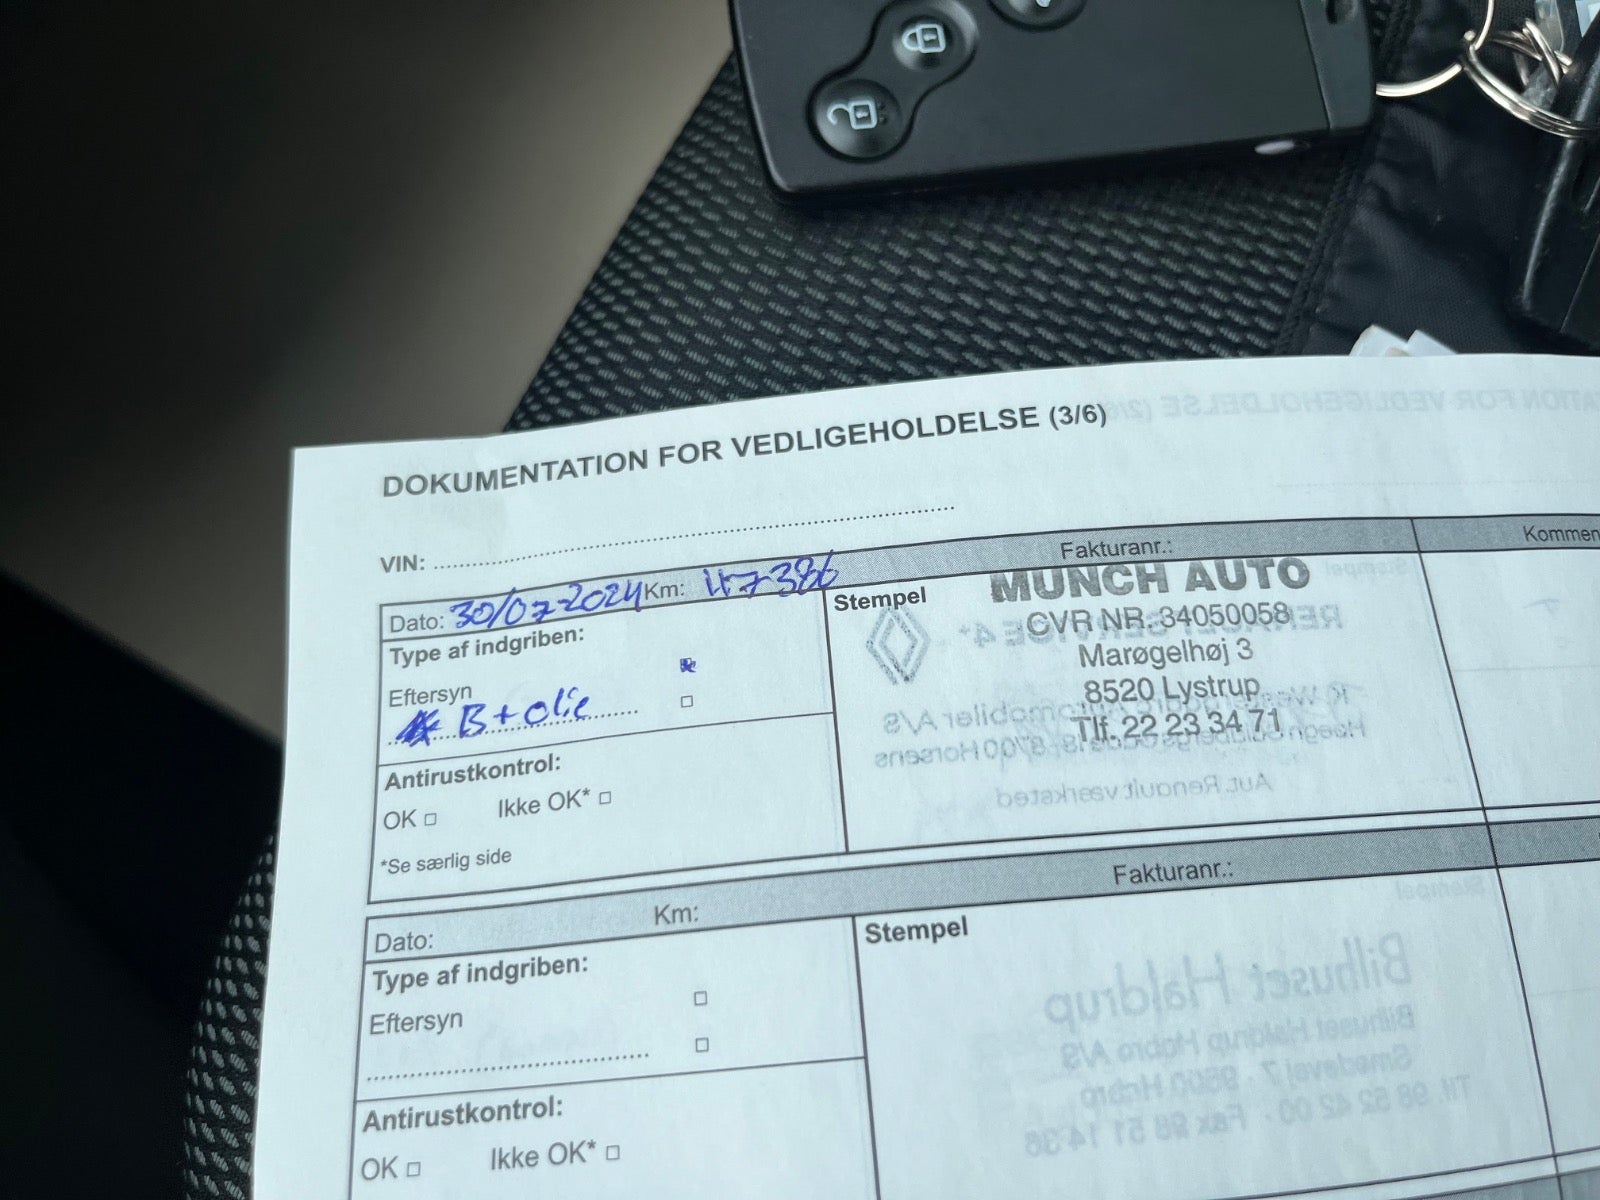 DOKUMENTATION FOR VEDLIGEHOLDELSE (3/6)
VIN:
Dato: 30/07-2024 Km: 117386 Fakturanr.:
Type af indgriben:
Eftersyn
B+olie
Stempel
MUNCH AUTO
CVR NR. 34050058
Marøgelhøj 3
8520 Lystrup
Tlf. 22 23 34 71
Antirustkontrol:
OK Ikke OK*
*Se særlig side
Dato: Km: Fakturanr.:
Type af indgriben:
Eftersyn
Stempel
Antirustkontrol:
OK Ikke OK*